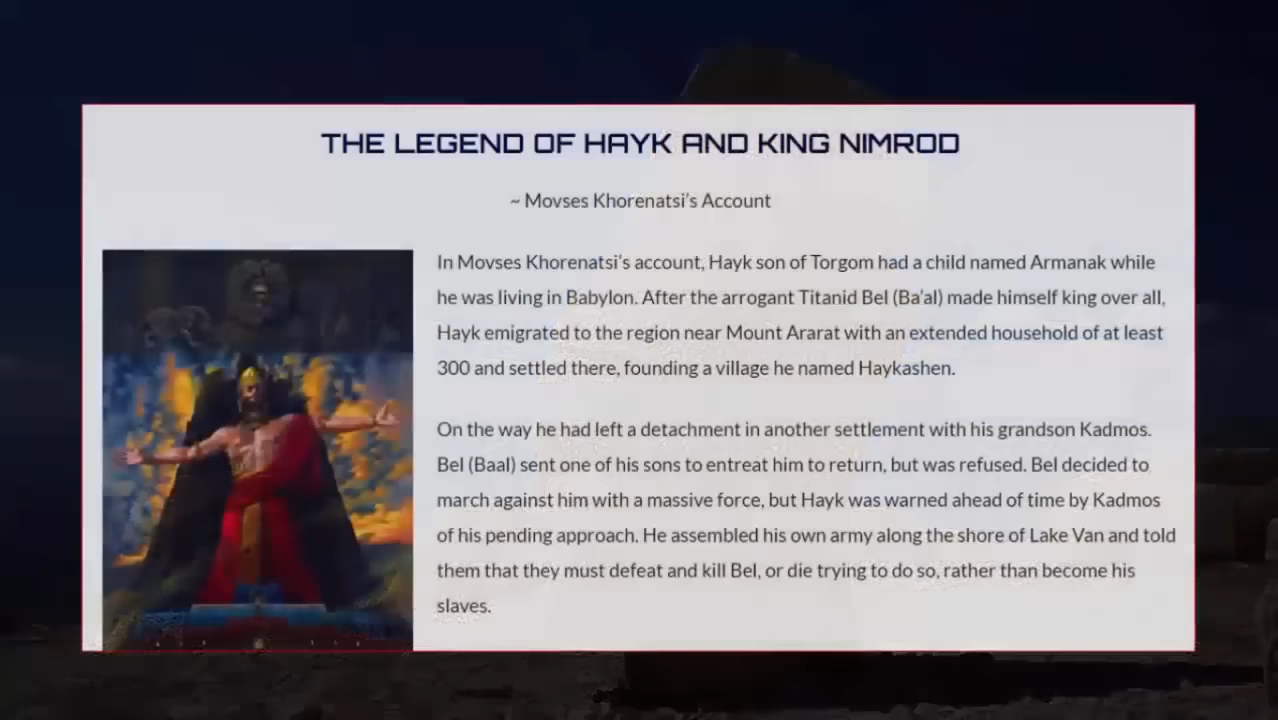 THE LEGEND OF HAYK AND KING NIMROD
~ Movses Khorenatsi's Account
In Movses Khorenatsi's account, Hayk son of Torgom had a child named Armanak while
he was living in Babylon. After the arrogant Titanid Bel (Ba'al) made himself king over all,
Hayk emigrated to the region near Mount Ararat with an extended household of at least
300 and settled there, founding a village he named Haykashen.
On the way he had left a detachment in another settlement with his grandson Kadmos.
Bel (Baal) sent one of his sons to entreat him to return, but was refused. Bel decided to
march against him with a massive force, but Hayk was warned ahead of time by Kadmos
of his pending approach. He assembled his own army along the shore of Lake Van and told
them that they must defeat and kill Bel, or die trying to do so, rather than become his
slaves.